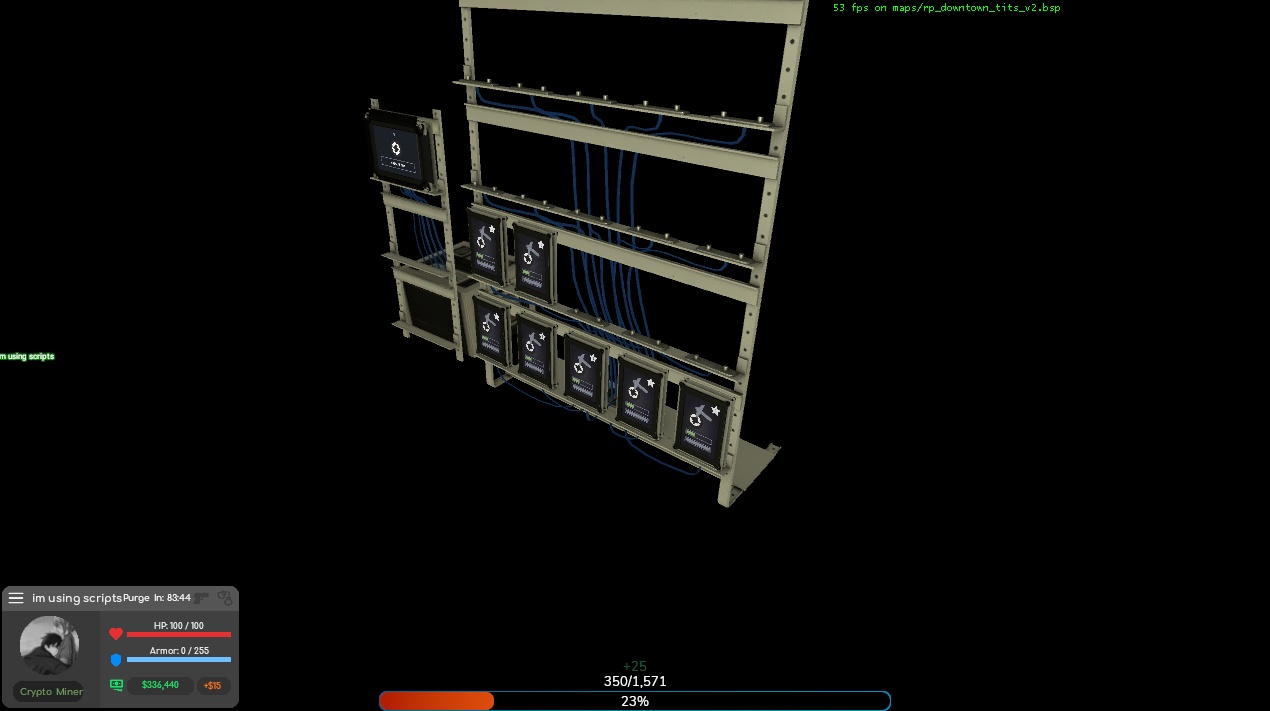 53 fps on maps/rp_downtown_tits_v2.bsp
m using scripts
im using scripts Purge In: 83:44
HP: 100 / 100
Armor: 0 / 255
Crypto Miner
$336,440
+$15
+25
350/1,571
23%